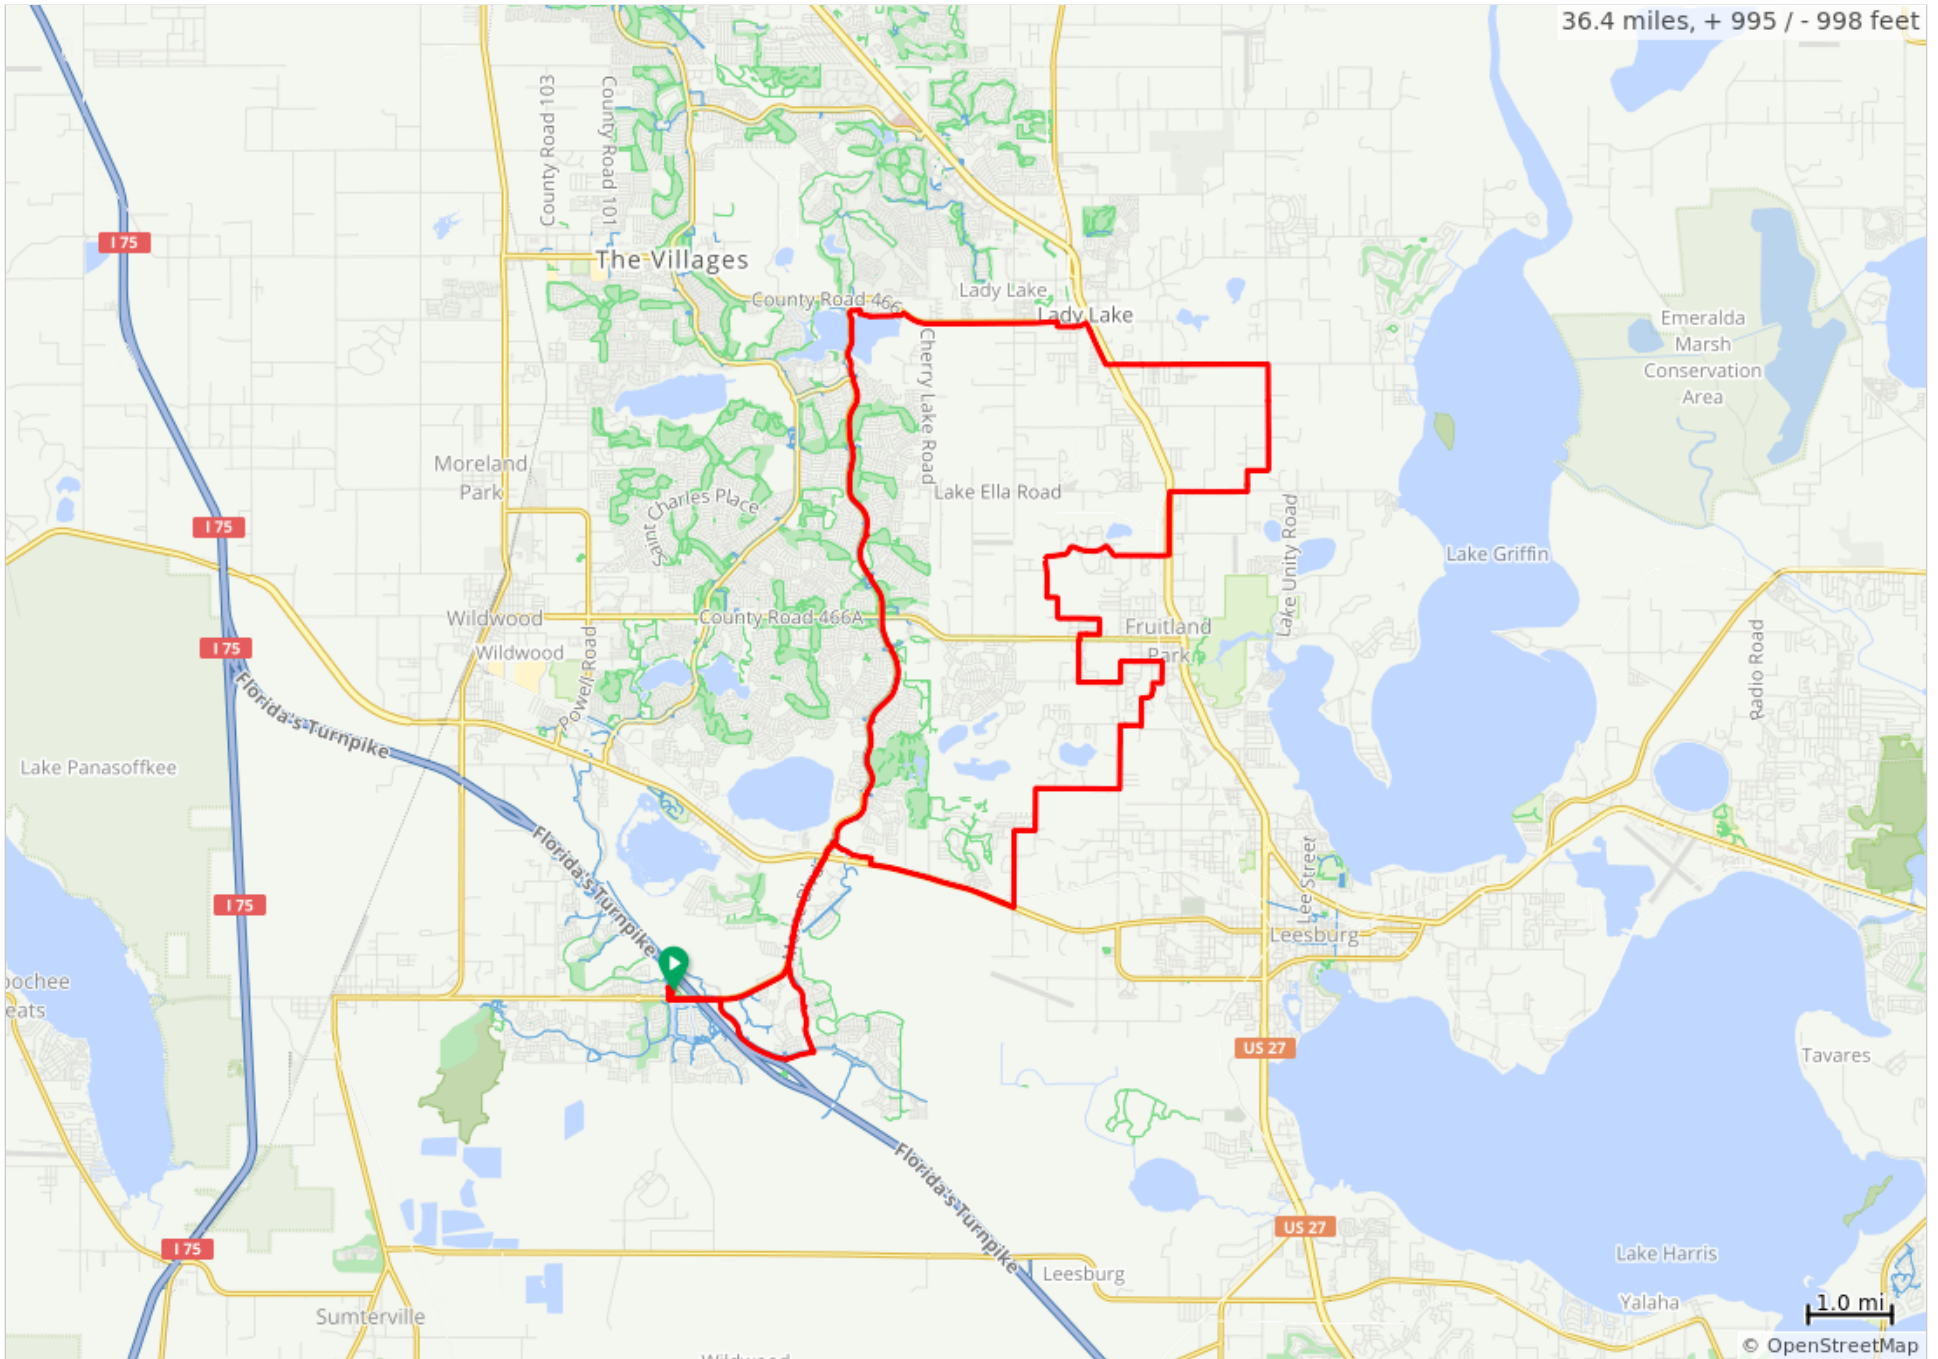 36.4 miles, + 995 / - 998 feet
County Road 103
County Road 101
I 75
The Villages
County Road 466
Lady Lake
Lady Lake
Emeralda
Marsh
Conservation
Area
Cherry Lake Road
Moreland
Park
Saint Charles Place
Lake Ella Road
I 75
Lake Unity Road
Lake Griffin
Wildwood
County Road 466A
Fruitland
Park
I 75
Wildwood
Powell Road
Radio Road
Florida's Turnpike
Lake Panasoffkee
Florida's Turnpike
Lee Street
I 75
Leesburg
oochee
eats
US 27
Tavares
Florida's Turnpike
US 27
I 75
Lake Harris
Leesburg
Yalaha
1.0 mi
Sumterville
© OpenStreetMap